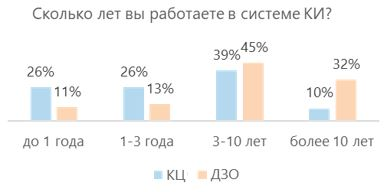 Сколько лет вы работаете в системе КИ?
26% 11% 26% 13% 39% 45% 10% 32%
до 1 года 1-3 года 3-10 лет более 10 лет
КЦ ДЗО